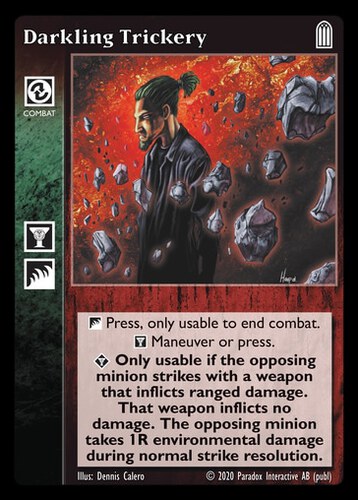 Darkling Trickery
COMBAT
Press, only usable to end combat.
Maneuver or press.
Only usable if the opposing
minion strikes with a weapon
that inflicts ranged damage.
That weapon inflicts no
damage. The opposing minion
takes 1R environmental damage
during normal strike resolution.
Illus: Dennis Calero © 2020 Paradox Interactive AB (publ)